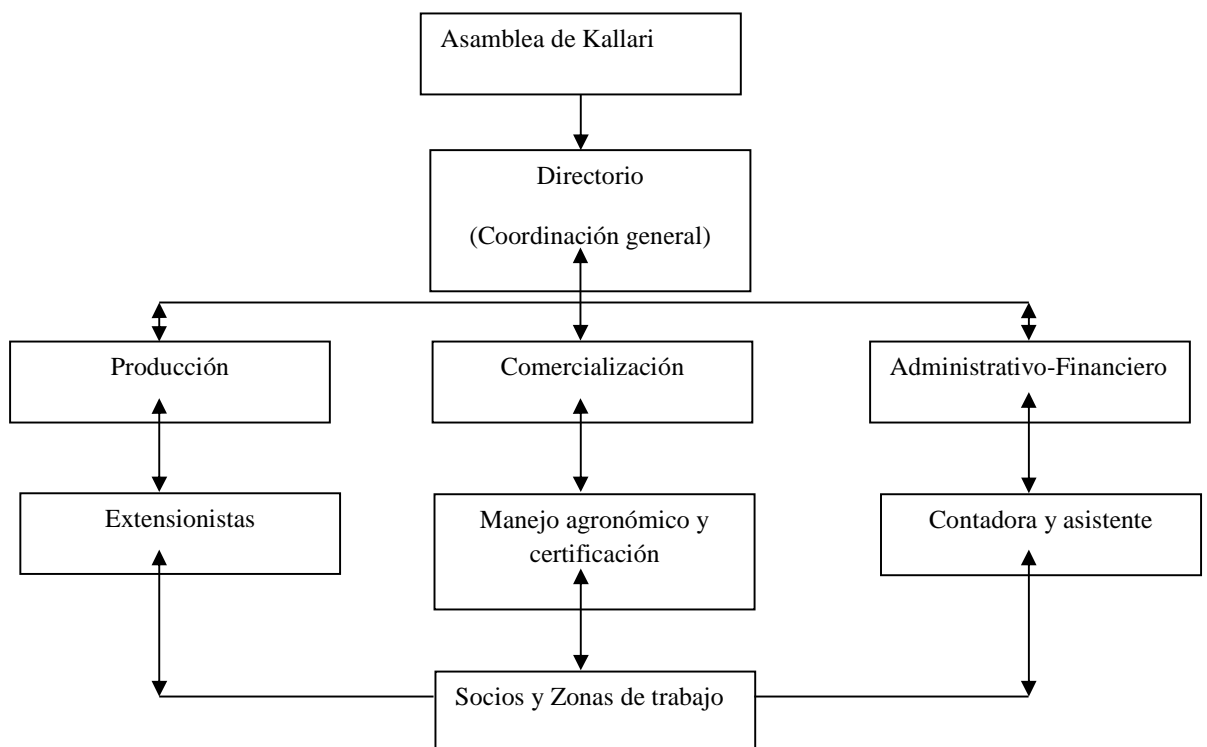 Asamblea de Kallari
Directorio
(Coordinación general)
Producción
Comercialización
Administrativo-Financiero
Extensionistas
Manejo agronómico y
certificación
Contadora y asistente
Socios y Zonas de trabajo